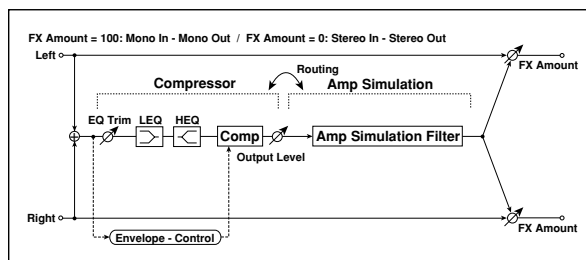 FX Amount = 100: Mono In - Mono Out / FX Amount = 0: Stereo In - Stereo Out
Left
FX Amount
Routing
Compressor
Amp Simulation
EQ Trim
LEQ
HEQ
Comp
Output Level
Amp Simulation Filter
Right
FX Amount
Envelope - Control